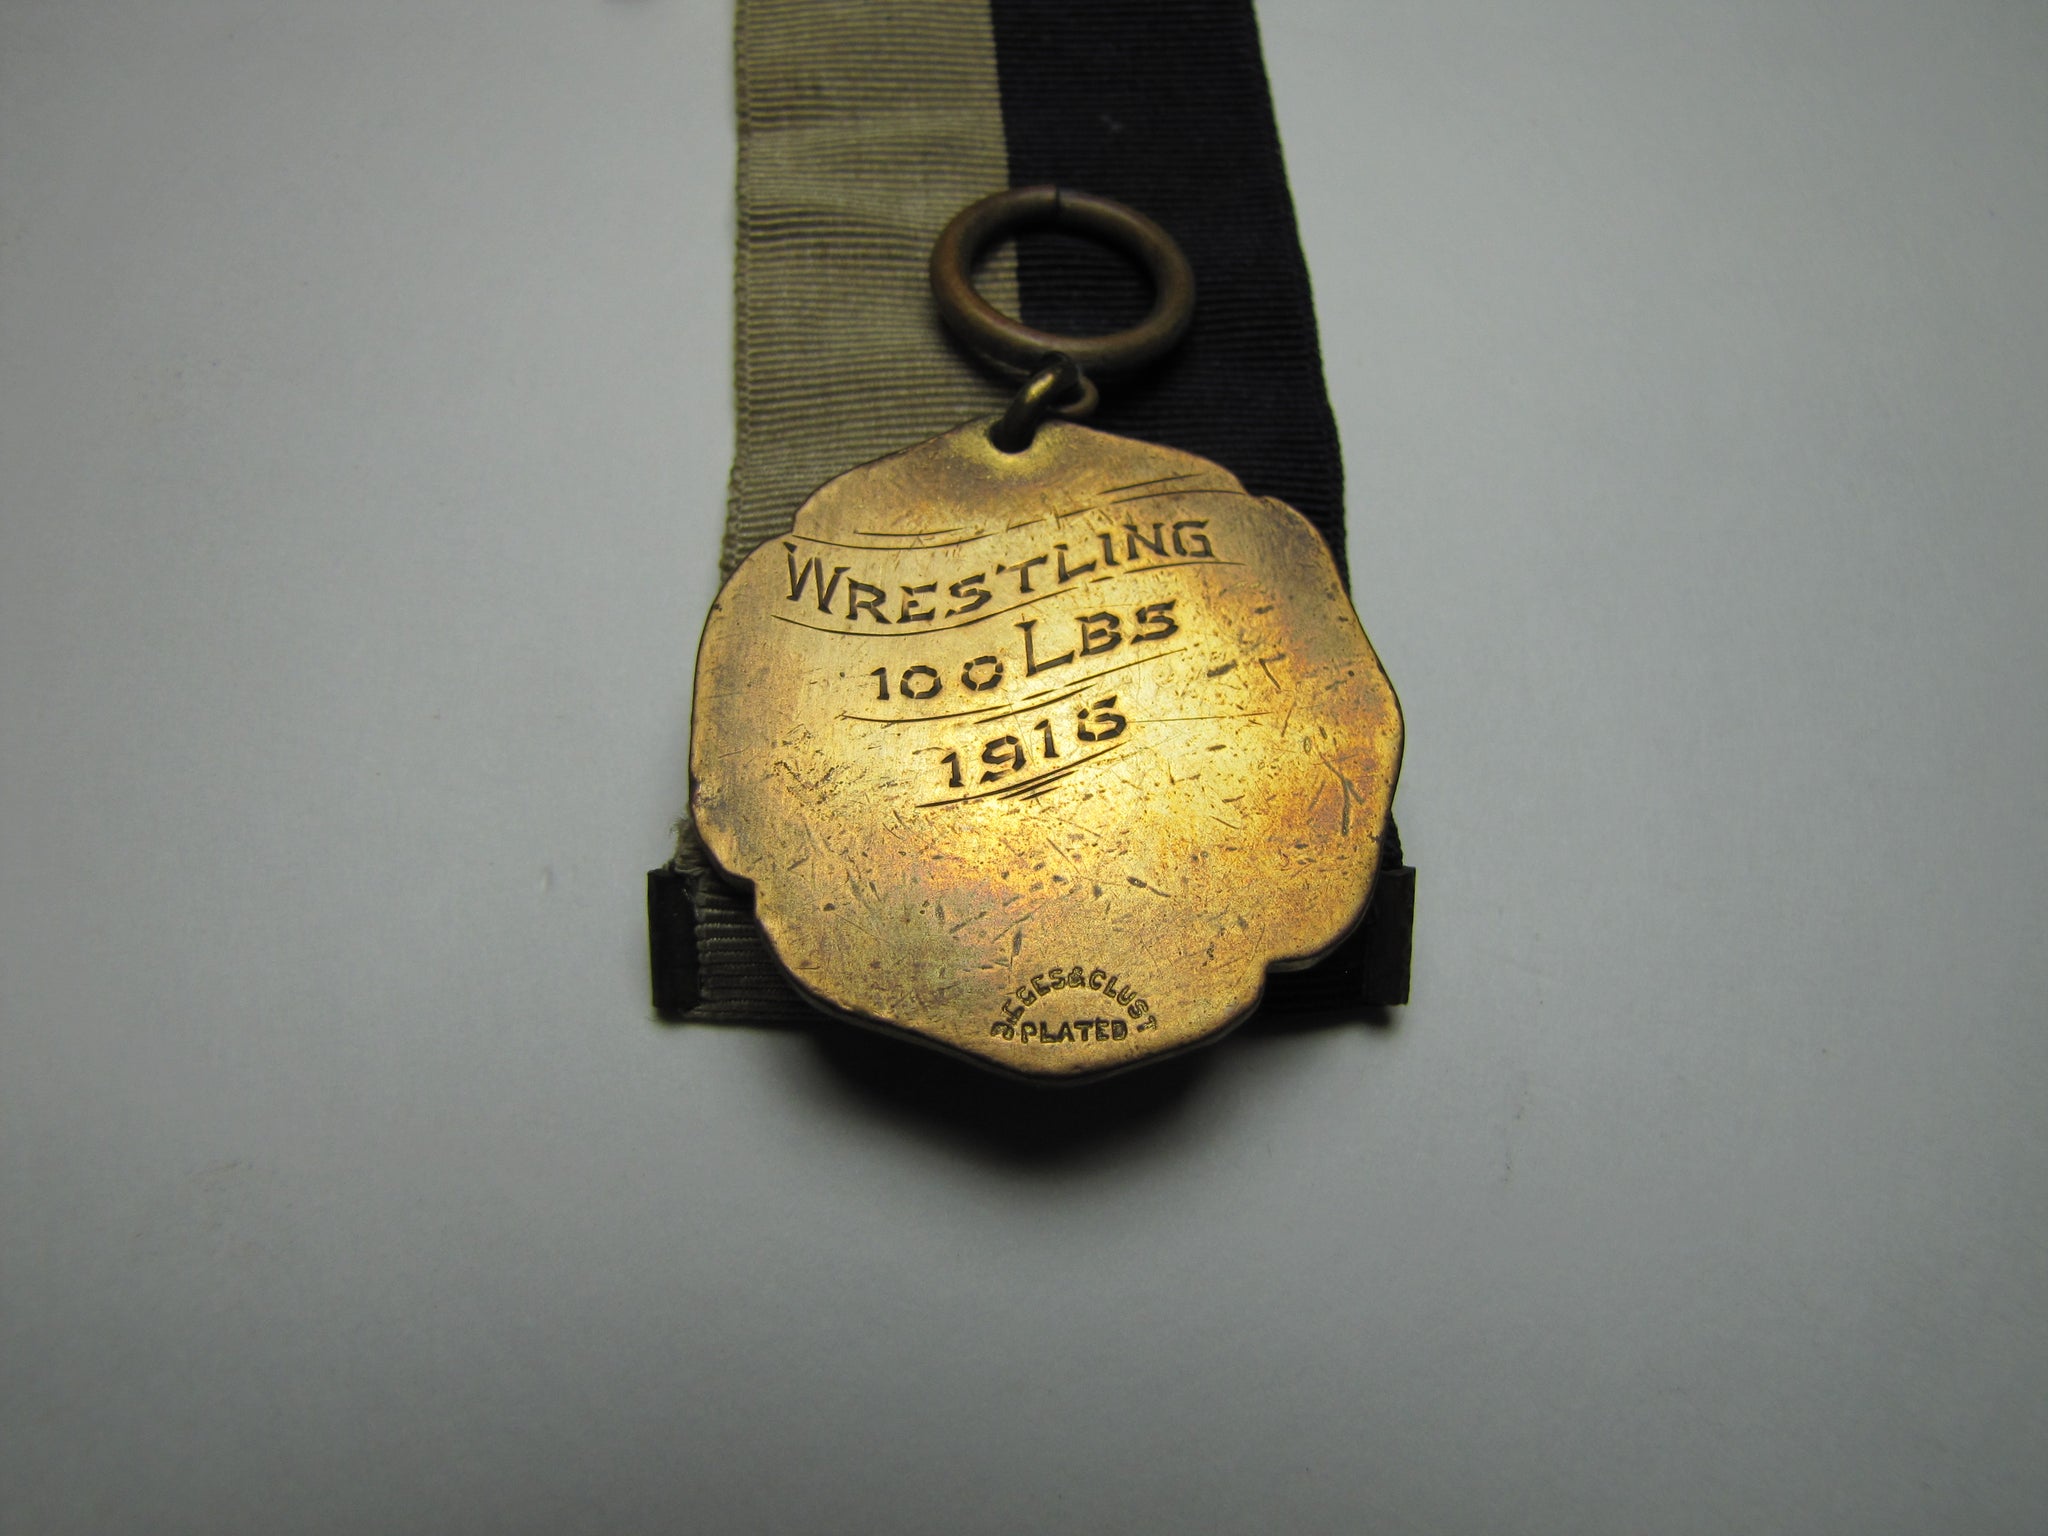 WRESTLING
100 LBS
1916
DIEGES & CLUST
PLATED